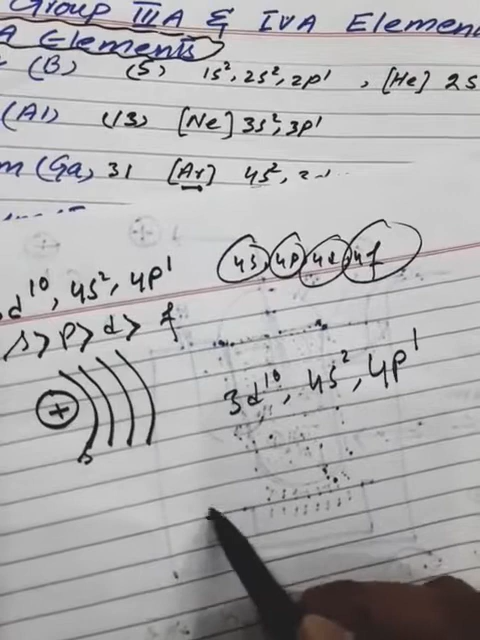 Group IIIA & IVA Elemen
A Elements
(B) (5) 1s², 2s², 2p¹ , [He] 2s
(Al) (13) [Ne] 3s², 3p¹
m (Ga) 31 [Ar] 4s²,
4s 4p 4d 4f
d¹⁰, 4s², 4p¹
s > p > d > f
3d¹⁰, 4s², 4p¹
+